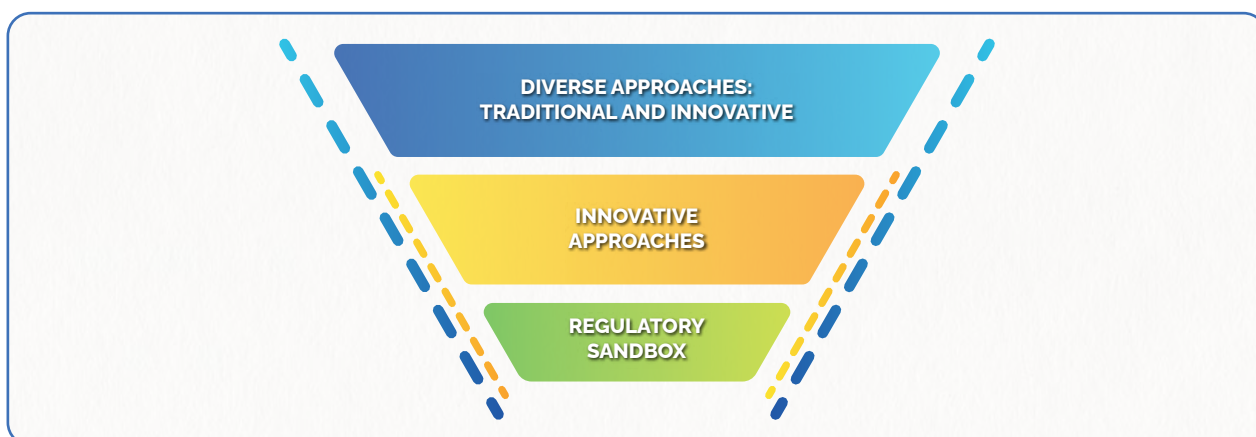 DIVERSE APPROACHES:
TRADITIONAL AND INNOVATIVE
INNOVATIVE
APPROACHES
REGULATORY
SANDBOX